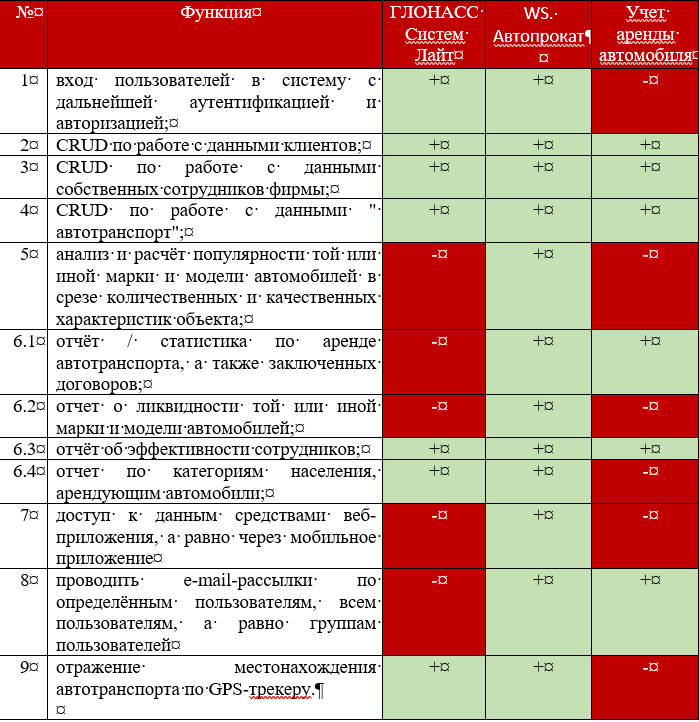 № Функция ГЛОНАСС WS. Учет
Систем Автопрокат аренды
Лайт автомобиля
1 вход пользователей в систему с + + -
дальнейшей аутентификацией и
авторизацией;
2 CRUD по работе с данными клиентов; + + +
3 CRUD по работе с данными + + +
собственных сотрудников фирмы;
4 CRUD по работе с данными " + + +
автотранспорт";
5 анализ и расчёт популярности той или - + -
иной марки и модели автомобилей в
срезе количественных и качественных
характеристик объекта;
6.1 отчёт / статистика по аренде - + +
автотранспорта, а также заключенных
договоров;
6.2 отчет о ликвидности той или иной - + -
марки и модели автомобилей;
6.3 отчёт об эффективности сотрудников; + + +
6.4 отчет по категориям населения, + + -
арендующим автомобили;
7 доступ к данным средствами веб- - + -
приложения, а равно через мобильное
приложение
8 проводить e-mail-рассылки по - + +
определённым пользователям, всем
пользователям, а равно группам
пользователей
9 отражение местонахождения + + -
автотранспорта по GPS-трекеру.